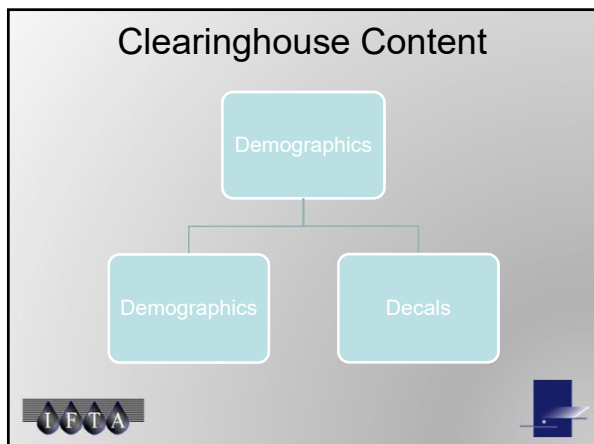 Clearinghouse Content
Demographics
Demographics
Decals
IFTA